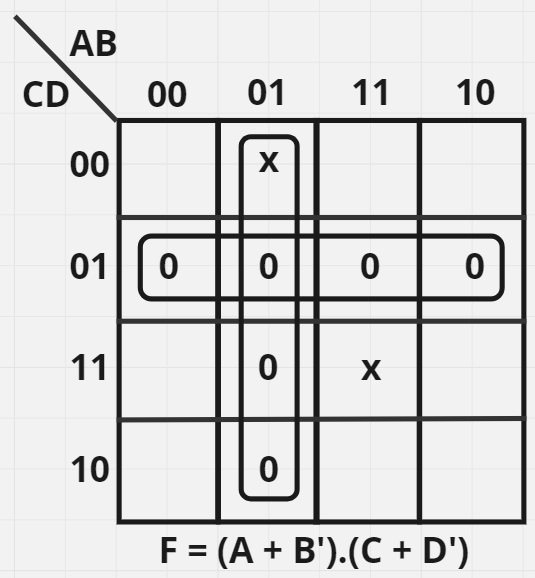 AB
CD 00 01 11 10
00 x
01 0 0 0 0
11 0 x
10 0
F = (A + B').(C + D')